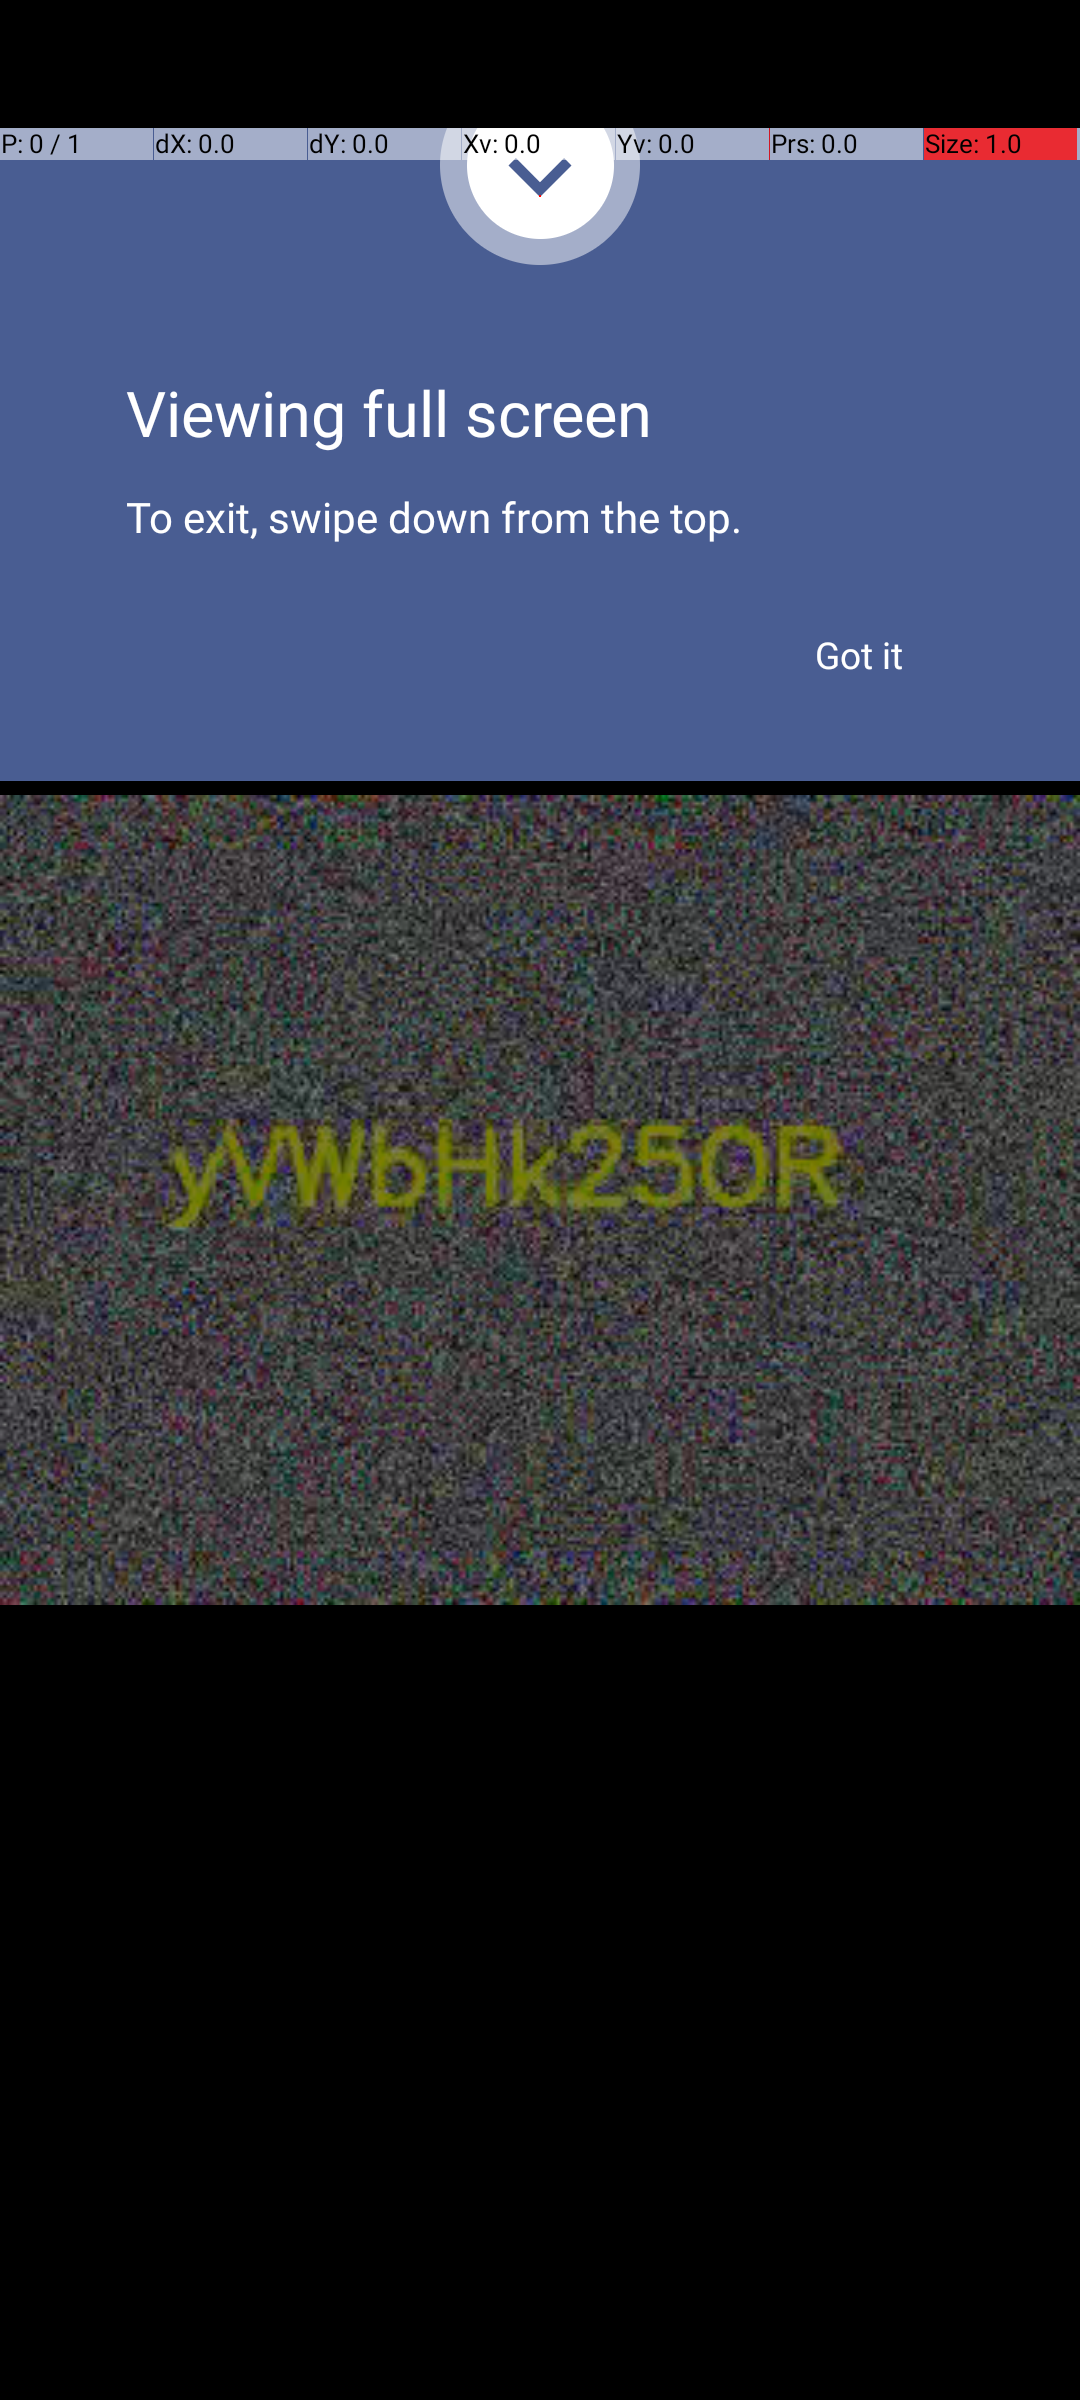 P: 0 / 1 dX: 0.0 dY: 0.0 Xv: 0.0 Yv: 0.0 Prs: 0.0 Size: 1.0
Viewing full screen
To exit, swipe down from the top.
Got it
yVWbHk25OR